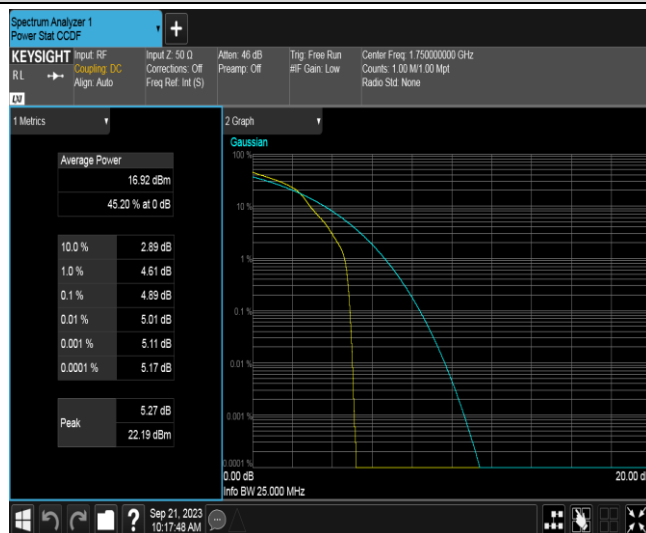 Spectrum Analyzer 1
Power Stat CCDF
KEYSIGHT
RL
LXI
Input: RF
Coupling: DC
Align: Auto
Input Z: 50 Ω
Corrections: Off
Freq Ref: Int (S)
Atten: 46 dB
Preamp: Off
Trig: Free Run
#IF Gain: Low
Center Freq: 1.750000000 GHz
Counts: 1.00 M/1.00 Mpt
Radio Std: None
1 Metrics
Average Power
16.92 dBm
45.20 % at 0 dB
10.0 % 2.89 dB
1.0 % 4.61 dB
0.1 % 4.89 dB
0.01 % 5.01 dB
0.001 % 5.11 dB
0.0001 % 5.17 dB
Peak
5.27 dB
22.19 dBm
2 Graph
Gaussian
100 %
10 %
1 %
0.1 %
0.01 %
0.001 %
0.0001 %
0.00 dB
20.00 d
Info BW 25.000 MHz
?
Sep 21, 2023
10:17:48 AM